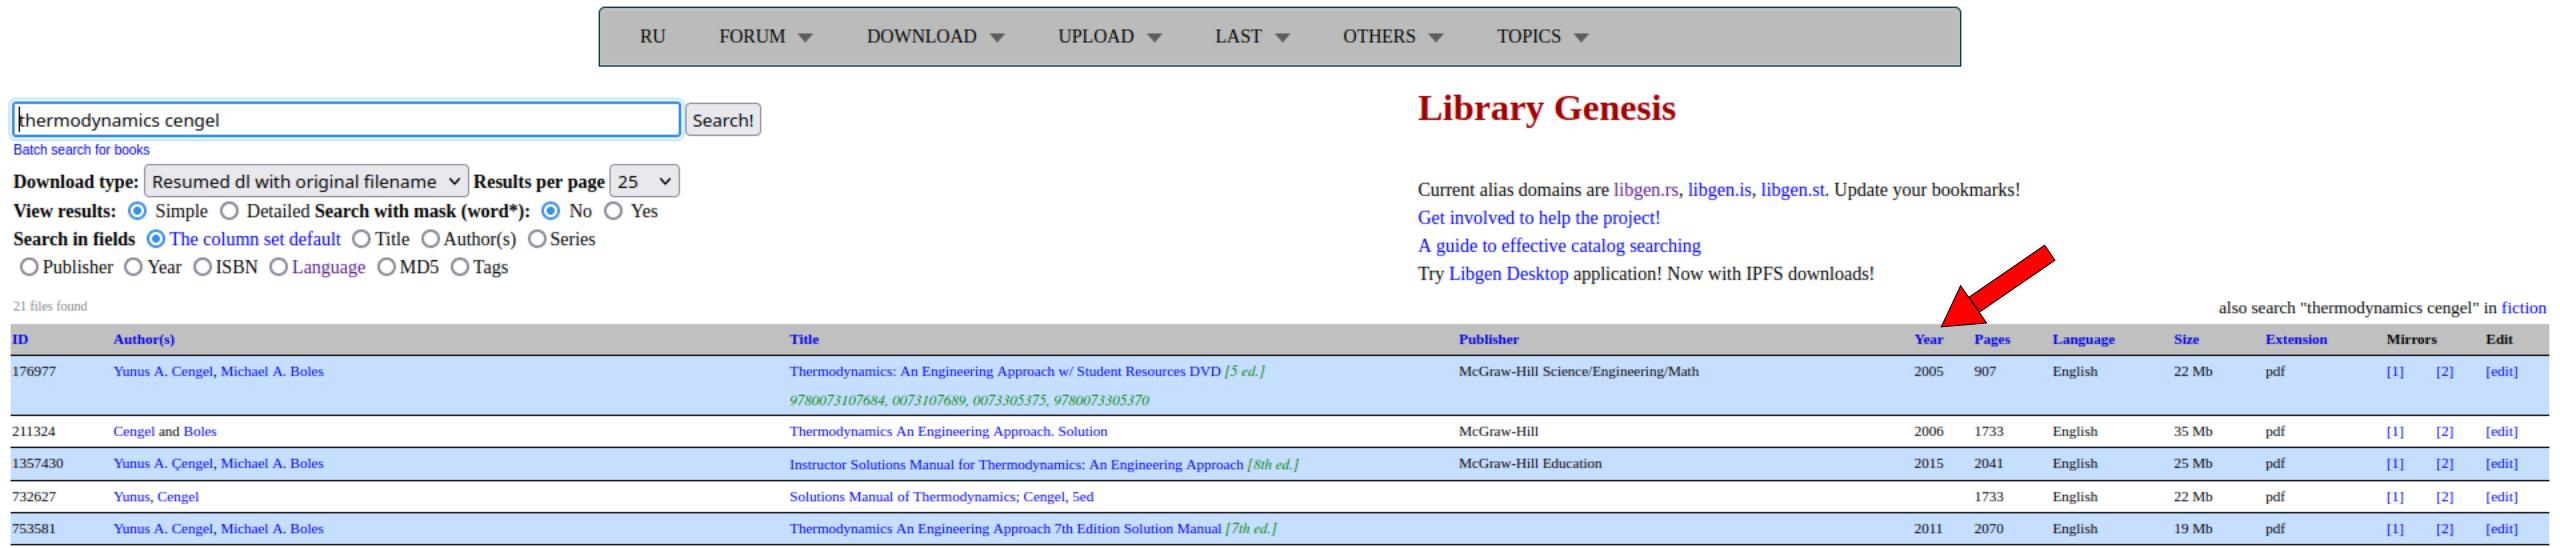 RU FORUM DOWNLOAD UPLOAD LAST OTHERS TOPICS
thermodynamics cengel Search!
Batch search for books
Download type: Resumed dl with original filename Results per page 25
View results: Simple Detailed Search with mask (word*): No Yes
Search in fields The column set default Title Author(s) Series
Publisher Year ISBN Language MD5 Tags
Library Genesis
Current alias domains are libgen.rs, libgen.is, libgen.st. Update your bookmarks!
Get involved to help the project!
A guide to effective catalog searching
Try Libgen Desktop application! Now with IPFS downloads!
21 files found
also search "thermodynamics cengel" in fiction
ID Author(s) Title Publisher Year Pages Language Size Extension Mirrors Edit
176977 Yunus A. Cengel, Michael A. Boles Thermodynamics: An Engineering Approach w/ Student Resources DVD [5 ed.] McGraw-Hill Science/Engineering/Math 2005 907 English 22 Mb pdf [1] [2] [edit]
9780073107684, 0073107689, 0073305375, 9780073305370
211324 Cengel and Boles Thermodynamics An Engineering Approach. Solution McGraw-Hill 2006 1733 English 35 Mb pdf [1] [2] [edit]
1357430 Yunus A. Çengel, Michael A. Boles Instructor Solutions Manual for Thermodynamics: An Engineering Approach [8th ed.] McGraw-Hill Education 2015 2041 English 25 Mb pdf [1] [2] [edit]
732627 Yunus, Cengel Solutions Manual of Thermodynamics; Cengel, 5ed 1733 English 22 Mb pdf [1] [2] [edit]
753581 Yunus A. Cengel, Michael A. Boles Thermodynamics An Engineering Approach 7th Edition Solution Manual [7th ed.] 2011 2070 English 19 Mb pdf [1] [2] [edit]